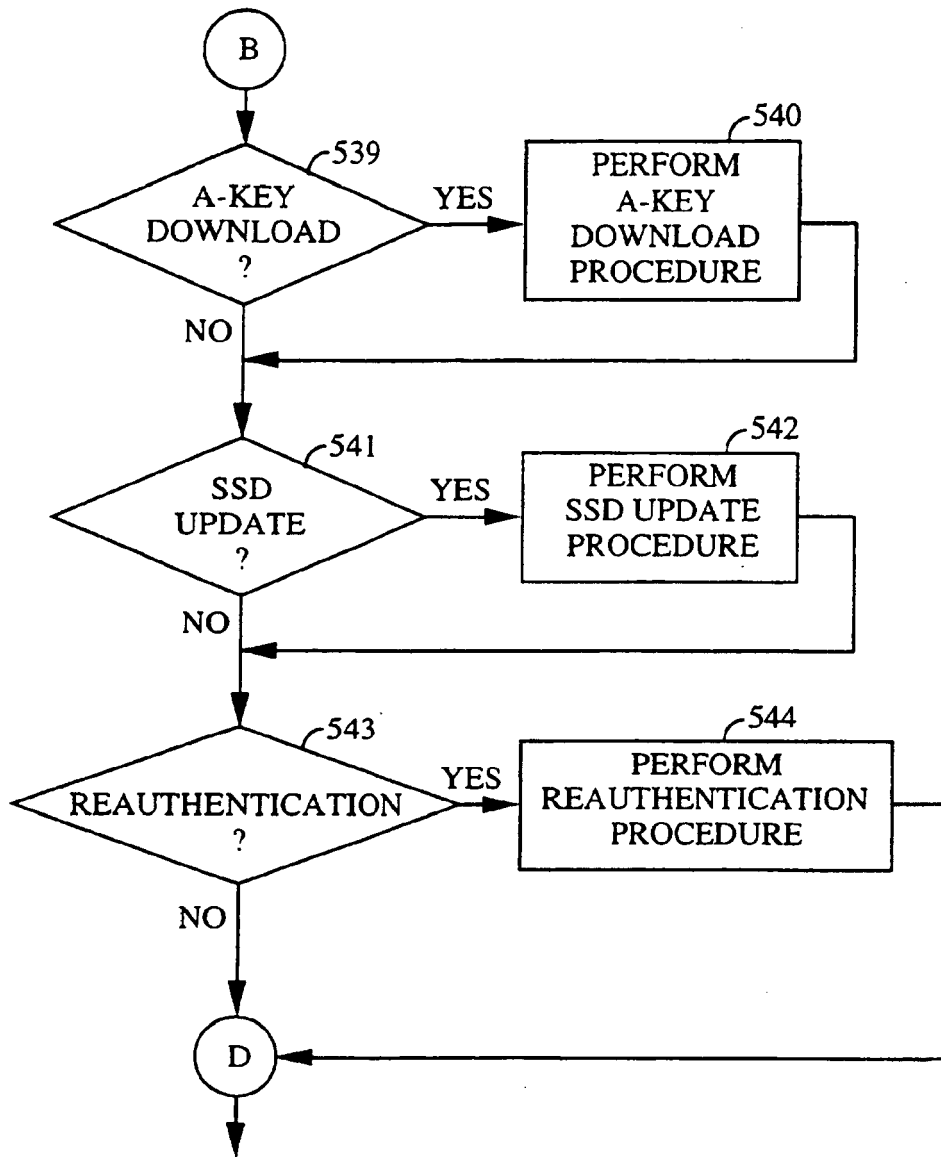 B
539
A-KEY
DOWNLOAD
?
YES
540
PERFORM
A-KEY
DOWNLOAD
PROCEDURE
NO
541
SSD
UPDATE
?
YES
542
PERFORM
SSD UPDATE
PROCEDURE
NO
543
REAUTHENTICATION
?
YES
544
PERFORM
REAUTHENTICATION
PROCEDURE
NO
D